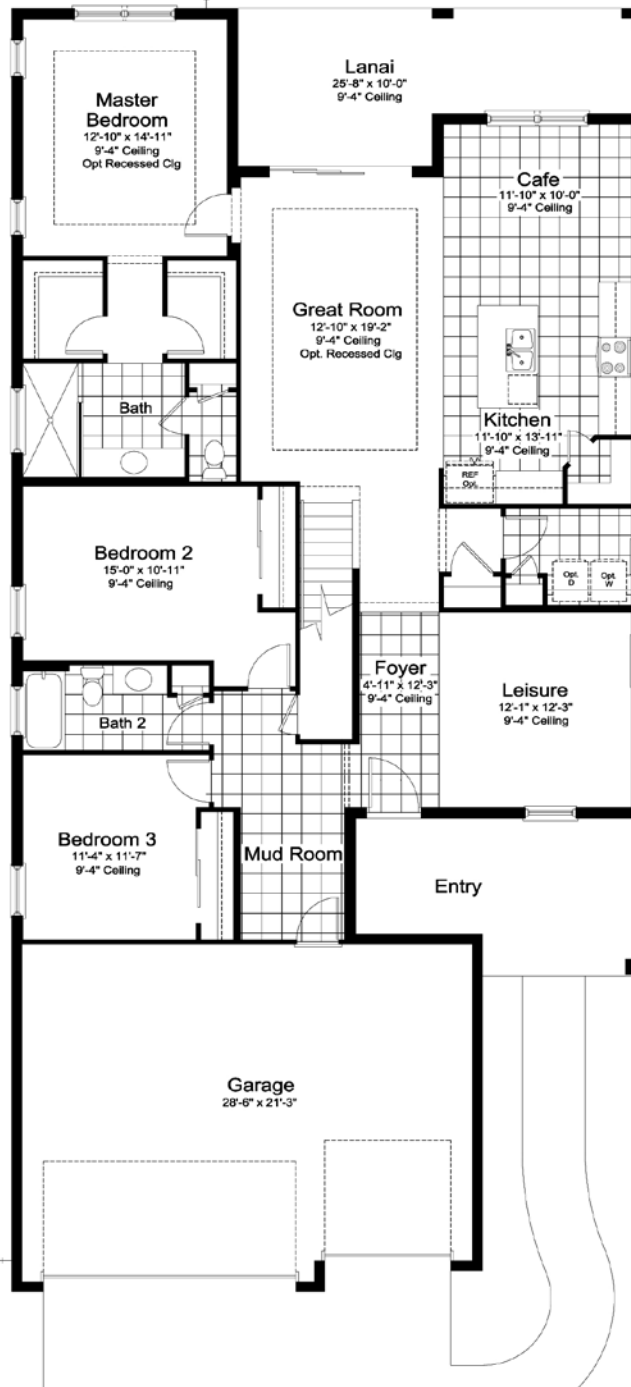 Lanai
25'-8" x 10'-0"
9'-4" Ceiling
Master
Bedroom
12'-10" x 14'-11"
9'-4" Ceiling
Opt Recessed Clg
Cafe
11'-10" x 10'-0"
9'-4" Ceiling
Great Room
12'-10" x 19'-2"
9'-4" Ceiling
Opt. Recessed Clg
Bath
Kitchen
11'-10" x 13'-11"
9'-4" Ceiling
REF
Opt.
Bedroom 2
15'-0" x 10'-11"
9'-4" Ceiling
Opt.
D
Opt.
W
Foyer
4'-11" x 12'-3"
9'-4" Ceiling
Leisure
12'-1" x 12'-3"
9'-4" Ceiling
Bath 2
Bedroom 3
11'-4" x 11'-7"
9'-4" Ceiling
Mud Room
Entry
Garage
28'-6" x 21'-3"